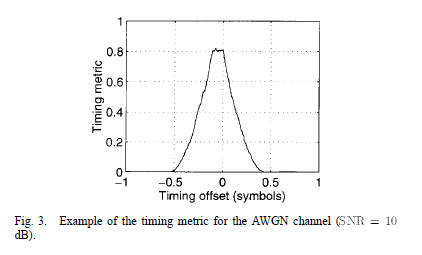 1
0.8
0.6
0.4
0.2
0
Timing metric
-1 -0.5 0 0.5 1
Timing offset (symbols)
Fig. 3. Example of the timing metric for the AWGN channel (SNR = 10
dB).